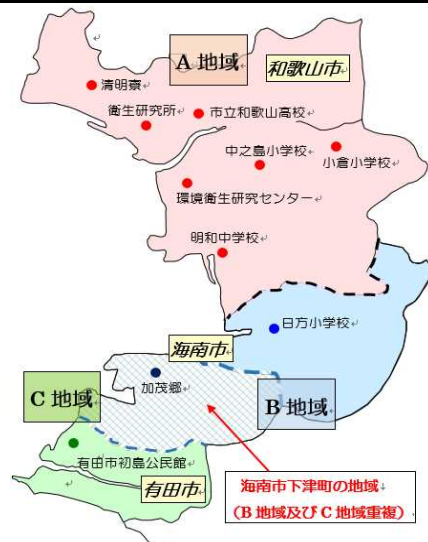 A 地域
和歌山市
清明寮
衛生研究所
市立和歌山高校
中之島小学校
小倉小学校
環境衛生研究センター
明和中学校
日方小学校
海南市
加茂郷
C 地域
B 地域
有田市初島公民館
有田市
海南市下津町の地域
（B 地域及び C 地域重複）